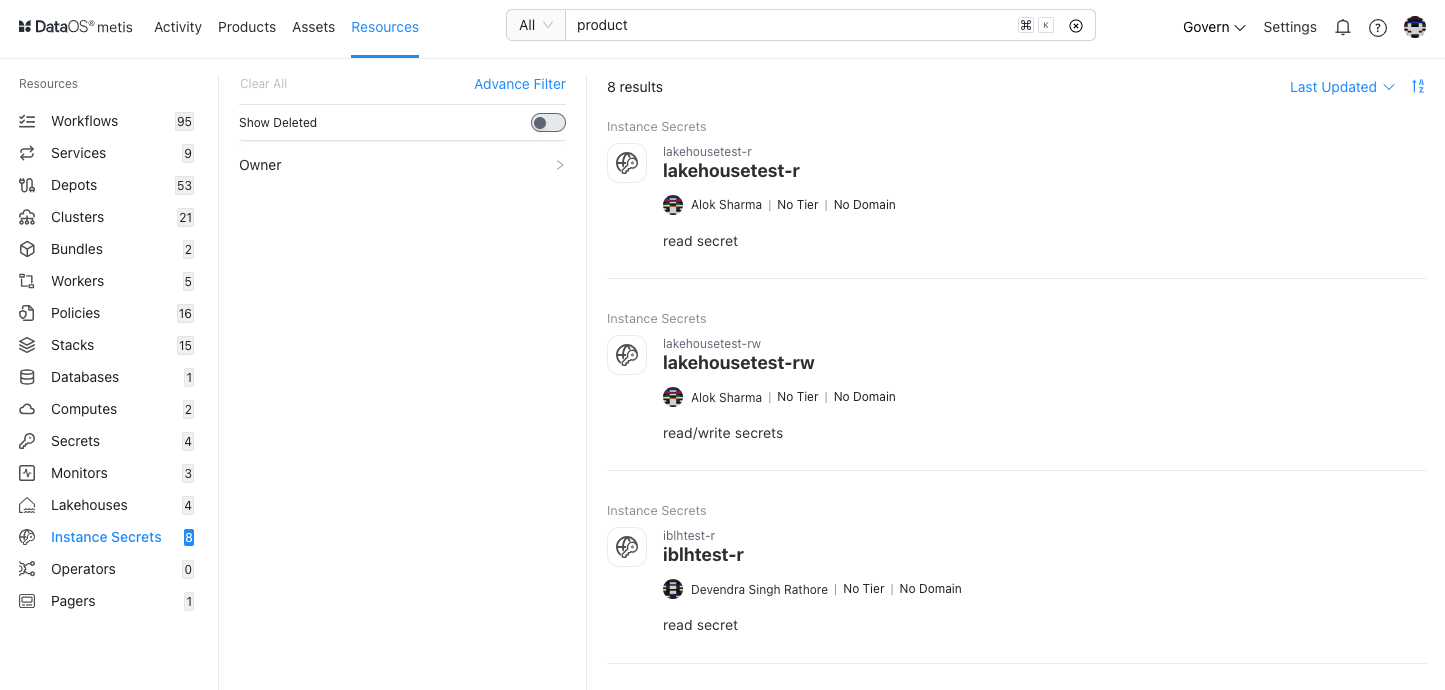 DataOS® metis Activity Products Assets Resources All product ⌘ K Govern Settings
Resources
Workflows 95
Services 9
Depots 53
Clusters 21
Bundles 2
Workers 5
Policies 16
Stacks 15
Databases 1
Computes 2
Secrets 4
Monitors 3
Lakehouses 4
Instance Secrets 8
Operators 0
Pagers 1
Clear All Advance Filter
Show Deleted
Owner
8 results Last Updated
Instance Secrets
lakehousetest-r
lakehousetest-r
Alok Sharma | No Tier | No Domain
read secret
Instance Secrets
lakehousetest-rw
lakehousetest-rw
Alok Sharma | No Tier | No Domain
read/write secrets
Instance Secrets
iblhtest-r
iblhtest-r
Devendra Singh Rathore | No Tier | No Domain
read secret